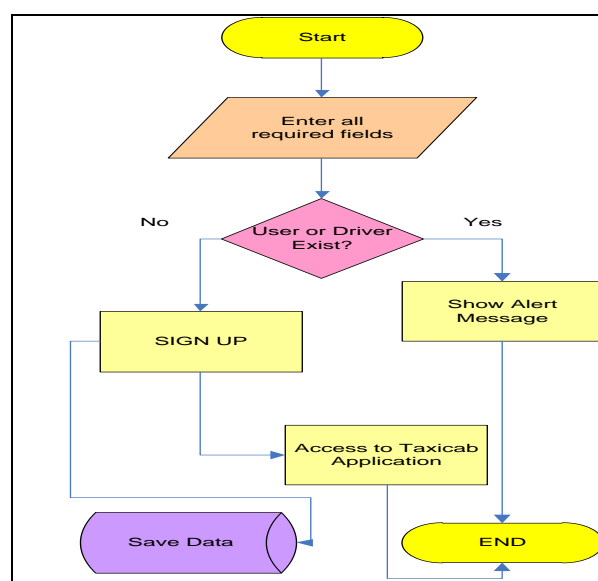 Start
Enter all
required fields
No
Yes
User or Driver
Exist?
Show Alert
Message
SIGN UP
Access to Taxicab
Application
Save Data
END